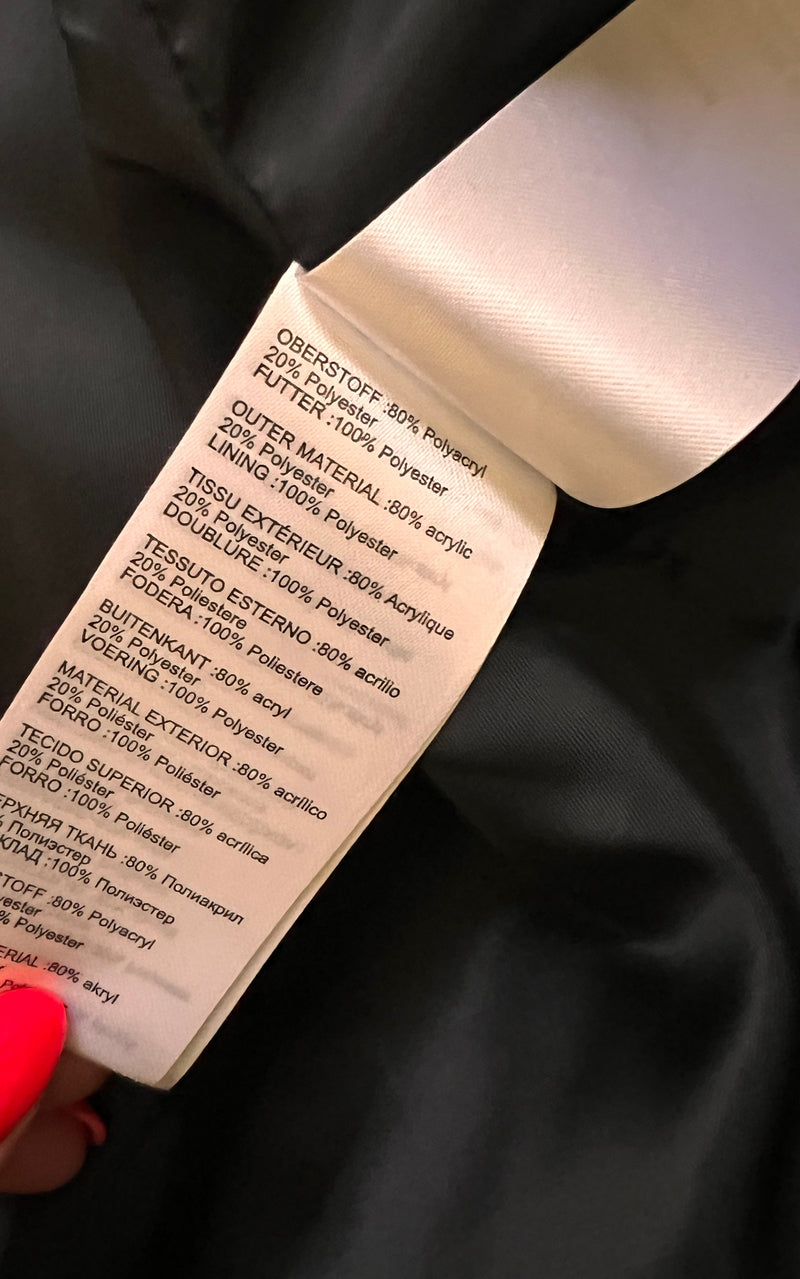 OBERSTOFF :80% Polyacryl
20% Polyester
FUTTER :100% Polyester
OUTER MATERIAL :80% acrylic
20% Polyester
LINING :100% Polyester
TISSU EXTÉRIEUR :80% Acrylique
20% Polyester
DOUBLURE :100% Polyester
TESSUTO ESTERNO :80% acrilio
20% Poliestere
FODERA :100% Poliestere
BUITENKANT :80% acryl
20% Polyester
VOERING :100% Polyester
MATERIAL EXTERIOR :80% acrílico
20% Poliéster
FORRO :100% Poliéster
TECIDO SUPERIOR :80% acrílica
20% Poliéster
FORRO :100% Poliéster
ЕРХНЯЯ ТКАНЬ :80% Полиакрил
% Полиэстер
КЛАД :100% Полиэстер
TOFF :80% Polyacryl
yester
% Polyester
ERIAL :80% akryl